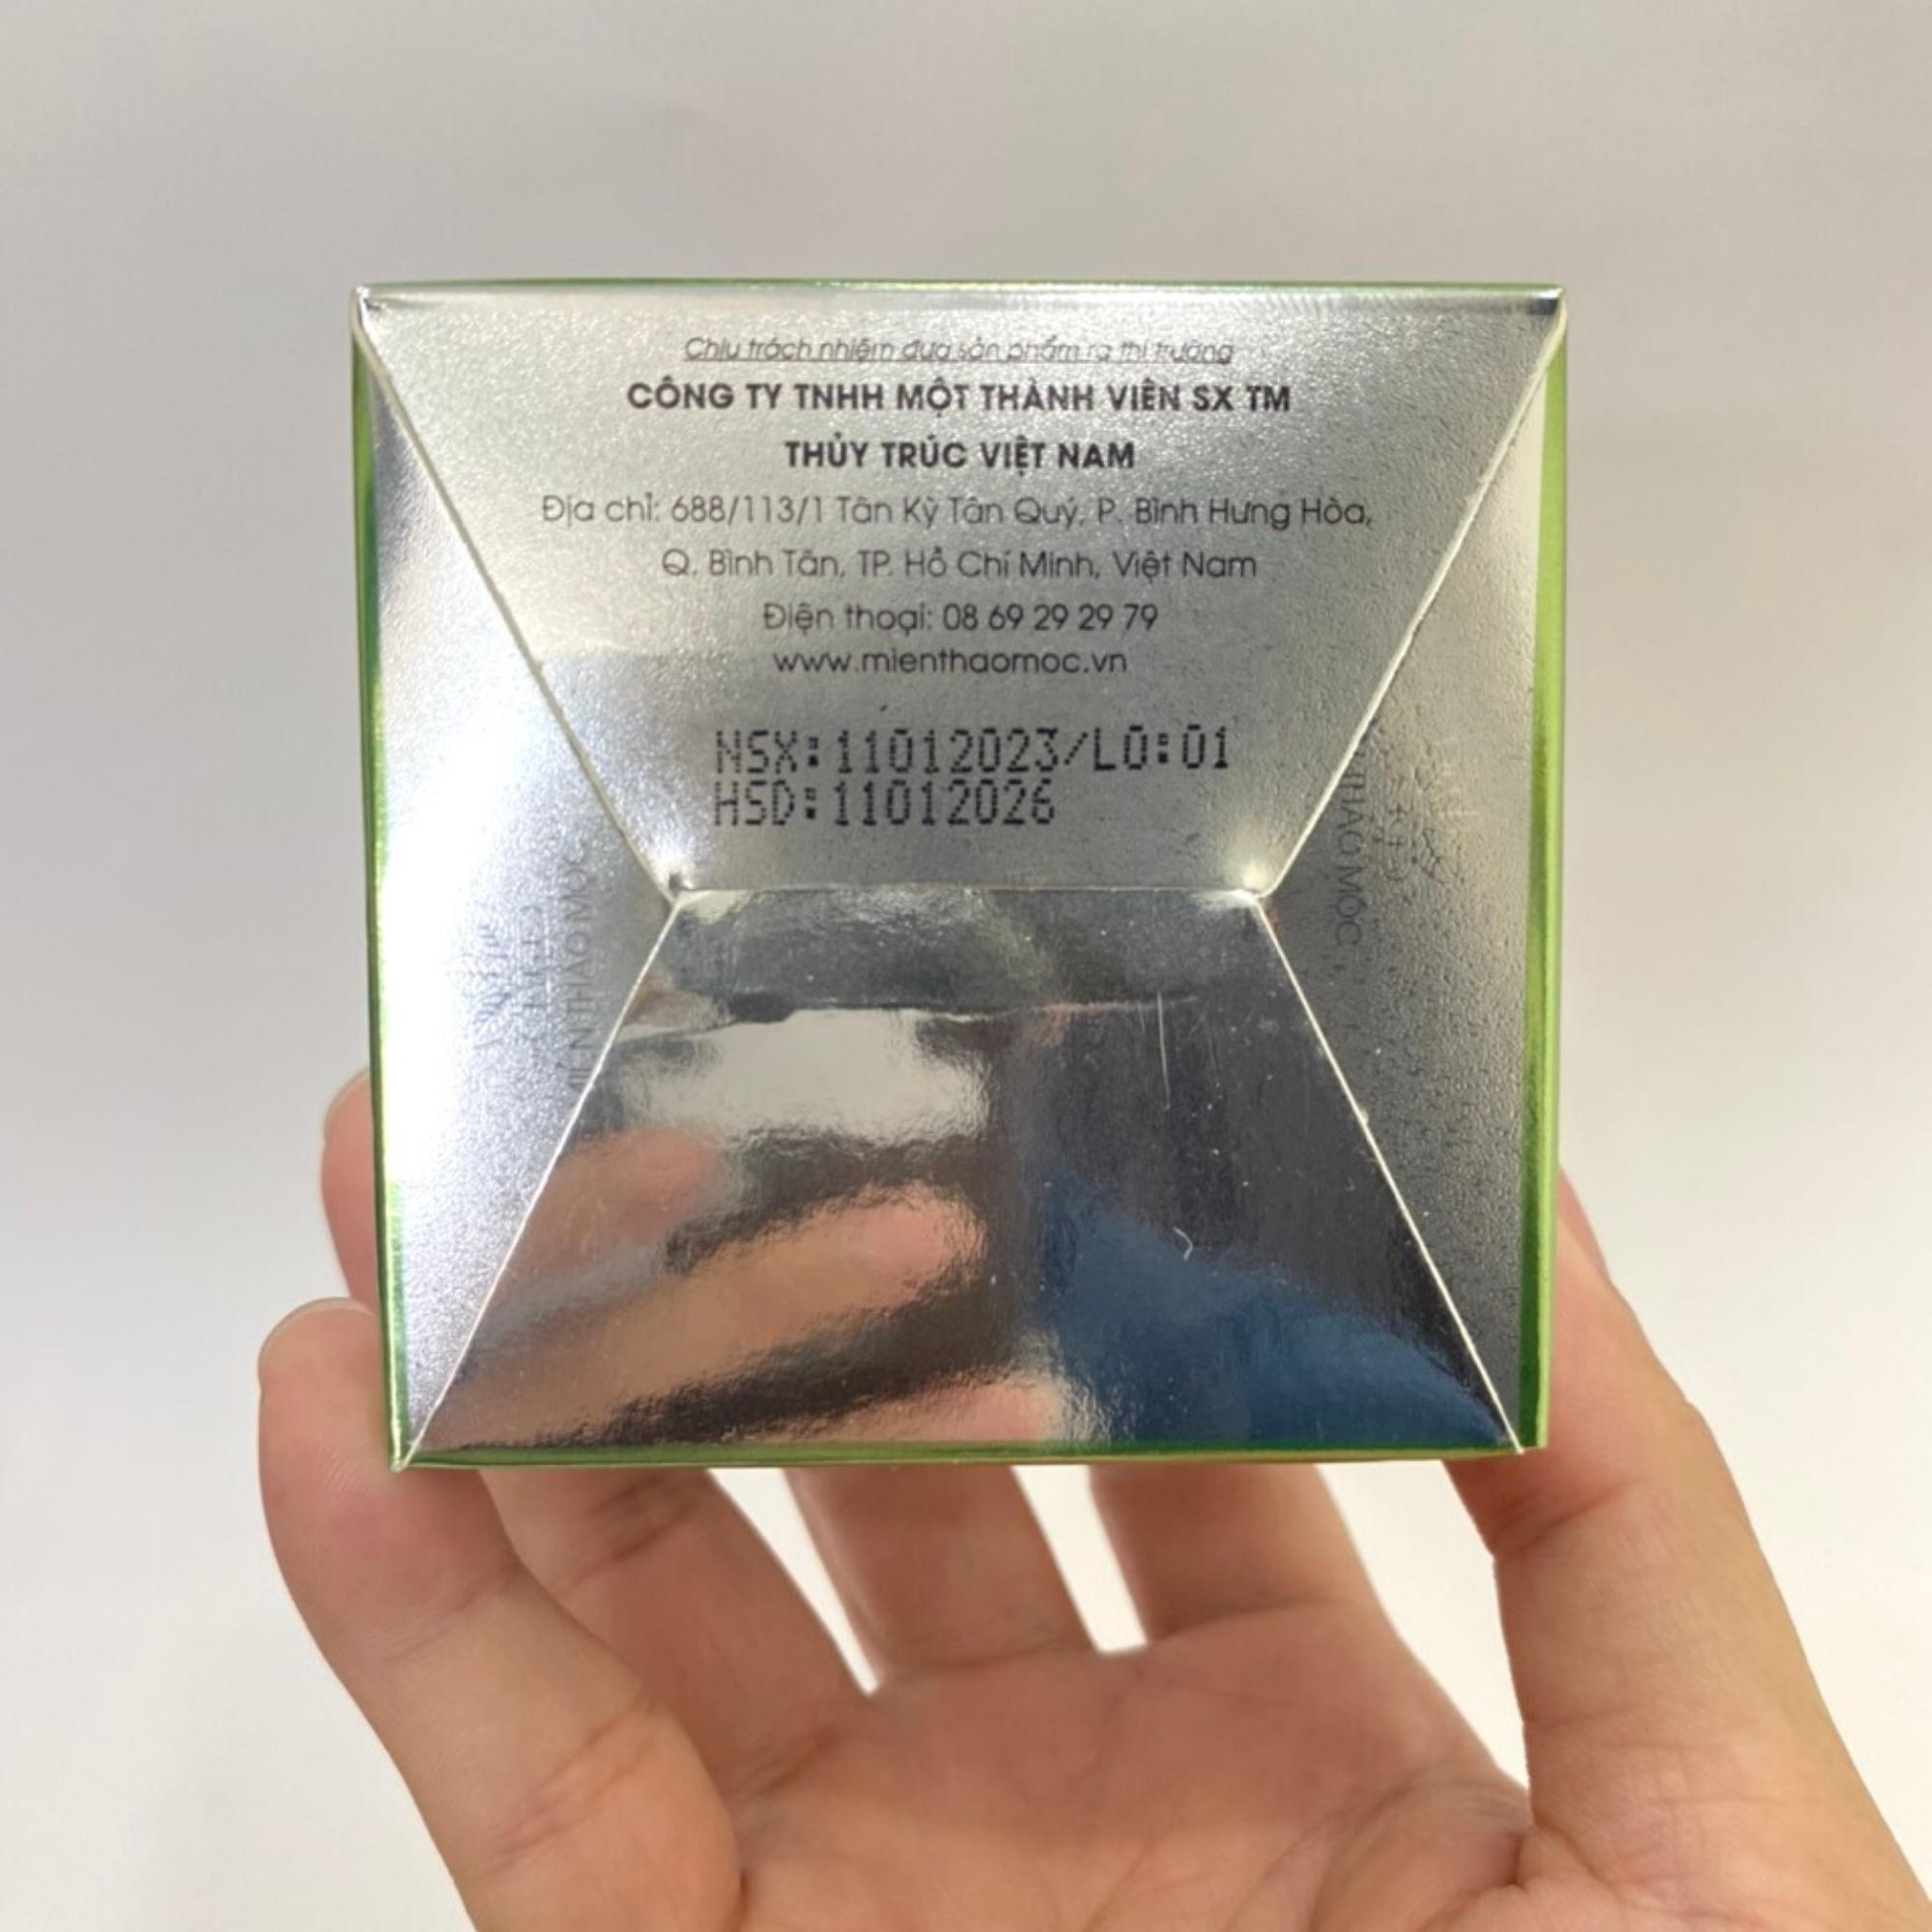 Chịu trách nhiệm đưa sản phẩm ra thị trường
CÔNG TY TNHH MỘT THÀNH VIÊN SX TM
THỦY TRÚC VIỆT NAM
Địa chỉ: 688/113/1 Tân Kỳ Tân Quý, P. Bình Hưng Hòa,
Q. Bình Tân, TP. Hồ Chí Minh, Việt Nam
Điện thoại: 08 69 29 29 79
www.mienthaomoc.vn
NSX:11012023/LO:01
HSD:11012026
THẢO MỘC
MIỀN THẢO MỘC